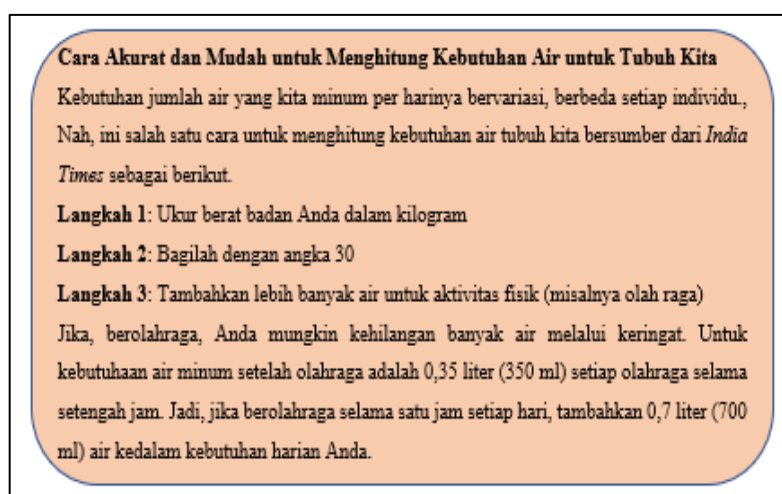 Cara Akurat dan Mudah untuk Menghitung Kebutuhan Air untuk Tubuh Kita
Kebutuhan jumlah air yang kita minum per harinya bervariasi, berbeda setiap individu.,
Nah, ini salah satu cara untuk menghitung kebutuhan air tubuh kita bersumber dari India
Times sebagai berikut.
Langkah 1: Ukur berat badan Anda dalam kilogram
Langkah 2: Bagilah dengan angka 30
Langkah 3: Tambahkan lebih banyak air untuk aktivitas fisik (misalnya olah raga)
Jika, berolahraga, Anda mungkin kehilangan banyak air melalui keringat. Untuk
kebutuhaan air minum setelah olahraga adalah 0,35 liter (350 ml) setiap olahraga selama
setengah jam. Jadi, jika berolahraga selama satu jam setiap hari, tambahkan 0,7 liter (700
ml) air kedalam kebutuhan harian Anda.